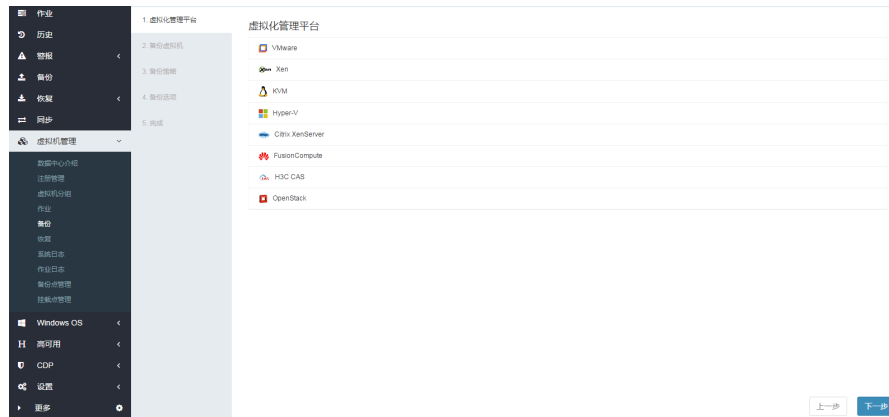 作业
历史
警报
备份
恢复
同步
虚拟机管理
数据中心介绍
注册管理
虚拟机分组
作业
备份
恢复
系统日志
作业日志
备份点管理
挂载点管理
Windows OS
H 高可用
CDP
设置
更多
1. 虚拟化管理平台
2. 备份虚拟机
3. 备份策略
4. 备份选项
5. 完成
虚拟化管理平台
VMware
Xen Xen
KVM
Hyper-V
Citrix XenServer
FusionCompute
H3C CAS
OpenStack
上一步
下一步